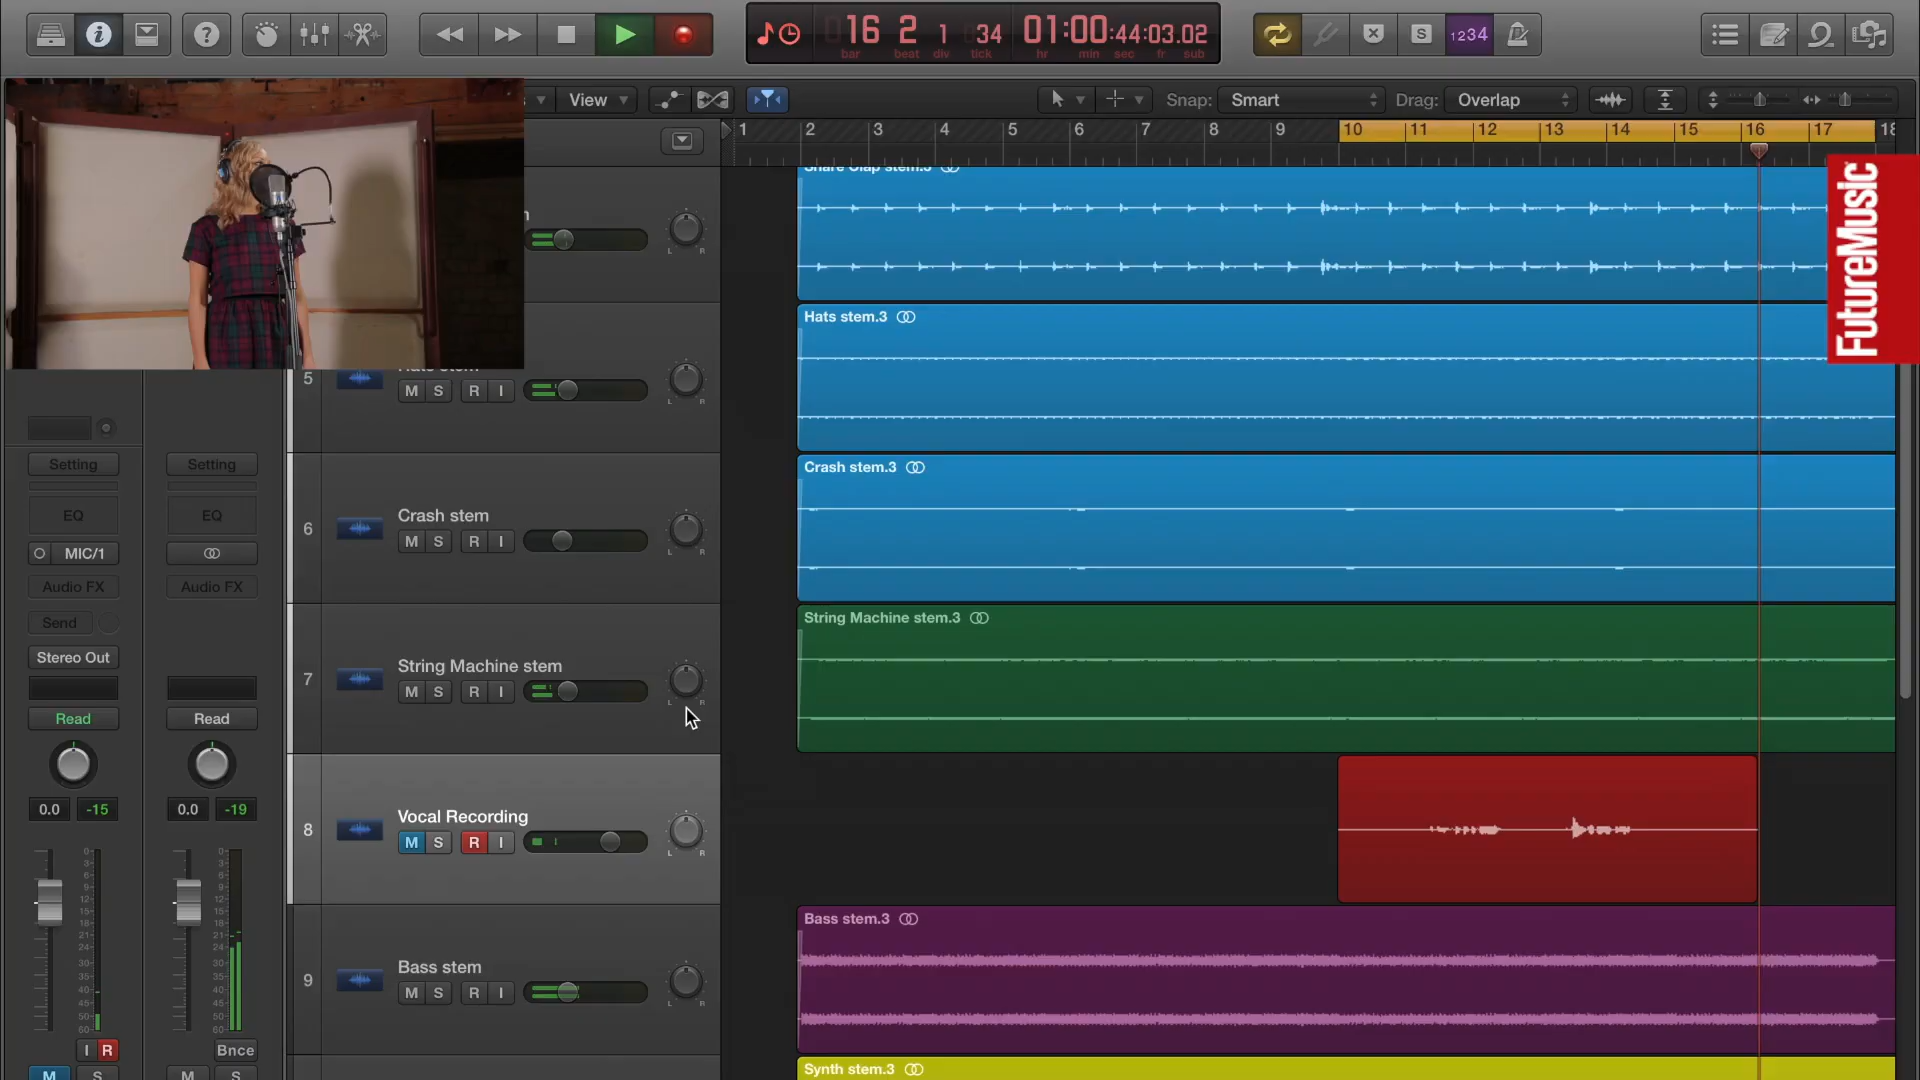 16 2 1 34 01:00:44:03.02
bar beat div tick hr min sec fr sub
S 1234
View Snap: Smart Drag: Overlap
1 2 3 4 5 6 7 8 9 10 11 12 13 14 15 16 17 18
Snare Clap stem.3
FutureMusic
Hats stem.3
5 Hats stem
M S R I
L R
Crash stem.3
Setting Setting
EQ EQ
6 Crash stem
M S R I
L R
MIC/1
Audio FX Audio FX
Send
Stereo Out
String Machine stem.3
7 String Machine stem
M S R I
L R
Read Read
0.0 -15 0.0 -19
8 Vocal Recording
M S R I
L R
Bass stem.3
9 Bass stem
M S R I
L R
I R Bnce
M S M S
Synth stem.3